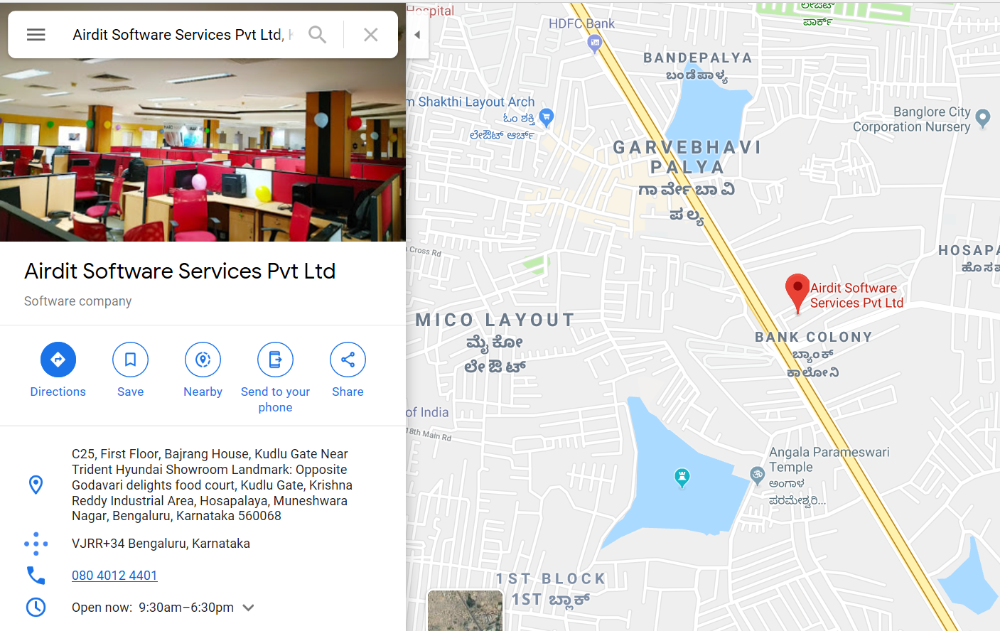 Airdit Software Services Pvt Ltd,
Airdit Software Services Pvt Ltd
Software company
Directions
Save
Nearby
Send to your
phone
Share
C25, First Floor, Bajrang House, Kudlu Gate Near
Trident Hyundai Showroom Landmark: Opposite
Godavari delights food court, Kudlu Gate, Krishna
Reddy Industrial Area, Hosapalaya, Muneshwara
Nagar, Bengaluru, Karnataka 560068
VJRR+34 Bengaluru, Karnataka
080 4012 4401
Open now: 9:30am–6:30pm
Hospital
HDFC Bank
ಲೇಔಟ್
ಪಾರ್ಕ್
BANDEPALYA
ಬಂಡೆಪಾಳ್ಯ
m Shakthi Layout Arch
ಓಂ ಶಕ್ತಿ
ಲೇಔಟ್ ಆರ್ಚ್
Banglore City
Corporation Nursery
GARVEBHAVI
PALYA
ಗಾರ್ವೇಬಾವಿ
ಪಲ್ಯ
Cross Rd
HOSAPA
ಹೊಸಪ
Airdit Software
Services Pvt Ltd
MICO LAYOUT
ಮೈಕೋ
ಲೇಔಟ್
BANK COLONY
ಬ್ಯಾಂಕ್
ಕಾಲೋನಿ
of India
18th Main Rd
Angala Parameswari
Temple
ಅಂಗಾಳ
ಪರಮೇಶ್ವರಿ...
1ST BLOCK
1ST ಬ್ಲಾಕ್